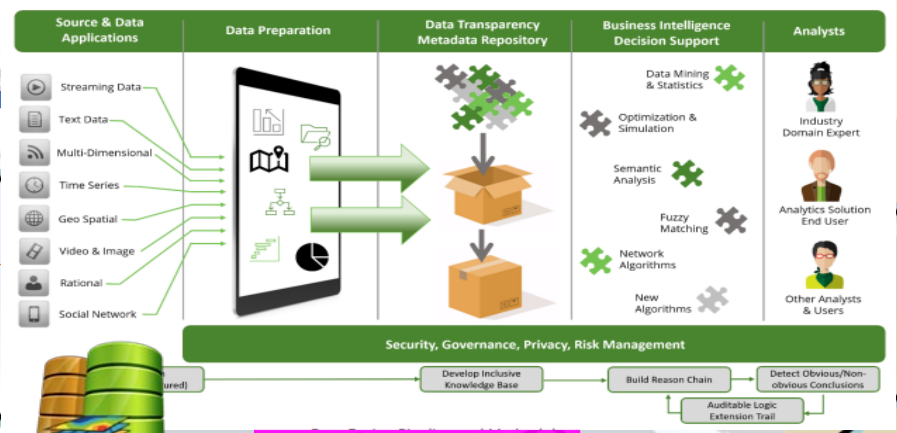 Source & Data
Applications
Data Preparation
Data Transparency
Metadata Repository
Business Intelligence
Decision Support
Analysts
Streaming Data
Text Data
Multi-Dimensional
Time Series
Geo Spatial
Video & Image
Rational
Social Network
Data Mining
& Statistics
Optimization &
Simulation
Semantic
Analysis
Fuzzy
Matching
Network
Algorithms
New
Algorithms
Industry
Domain Expert
Analytics Solution
End User
Other Analysts
& Users
Security, Governance, Privacy, Risk Management
Develop Inclusive
Knowledge Base
Build Reason Chain
Detect Obvious/Non-
obvious Conclusions
Auditable Logic
Extension Trail